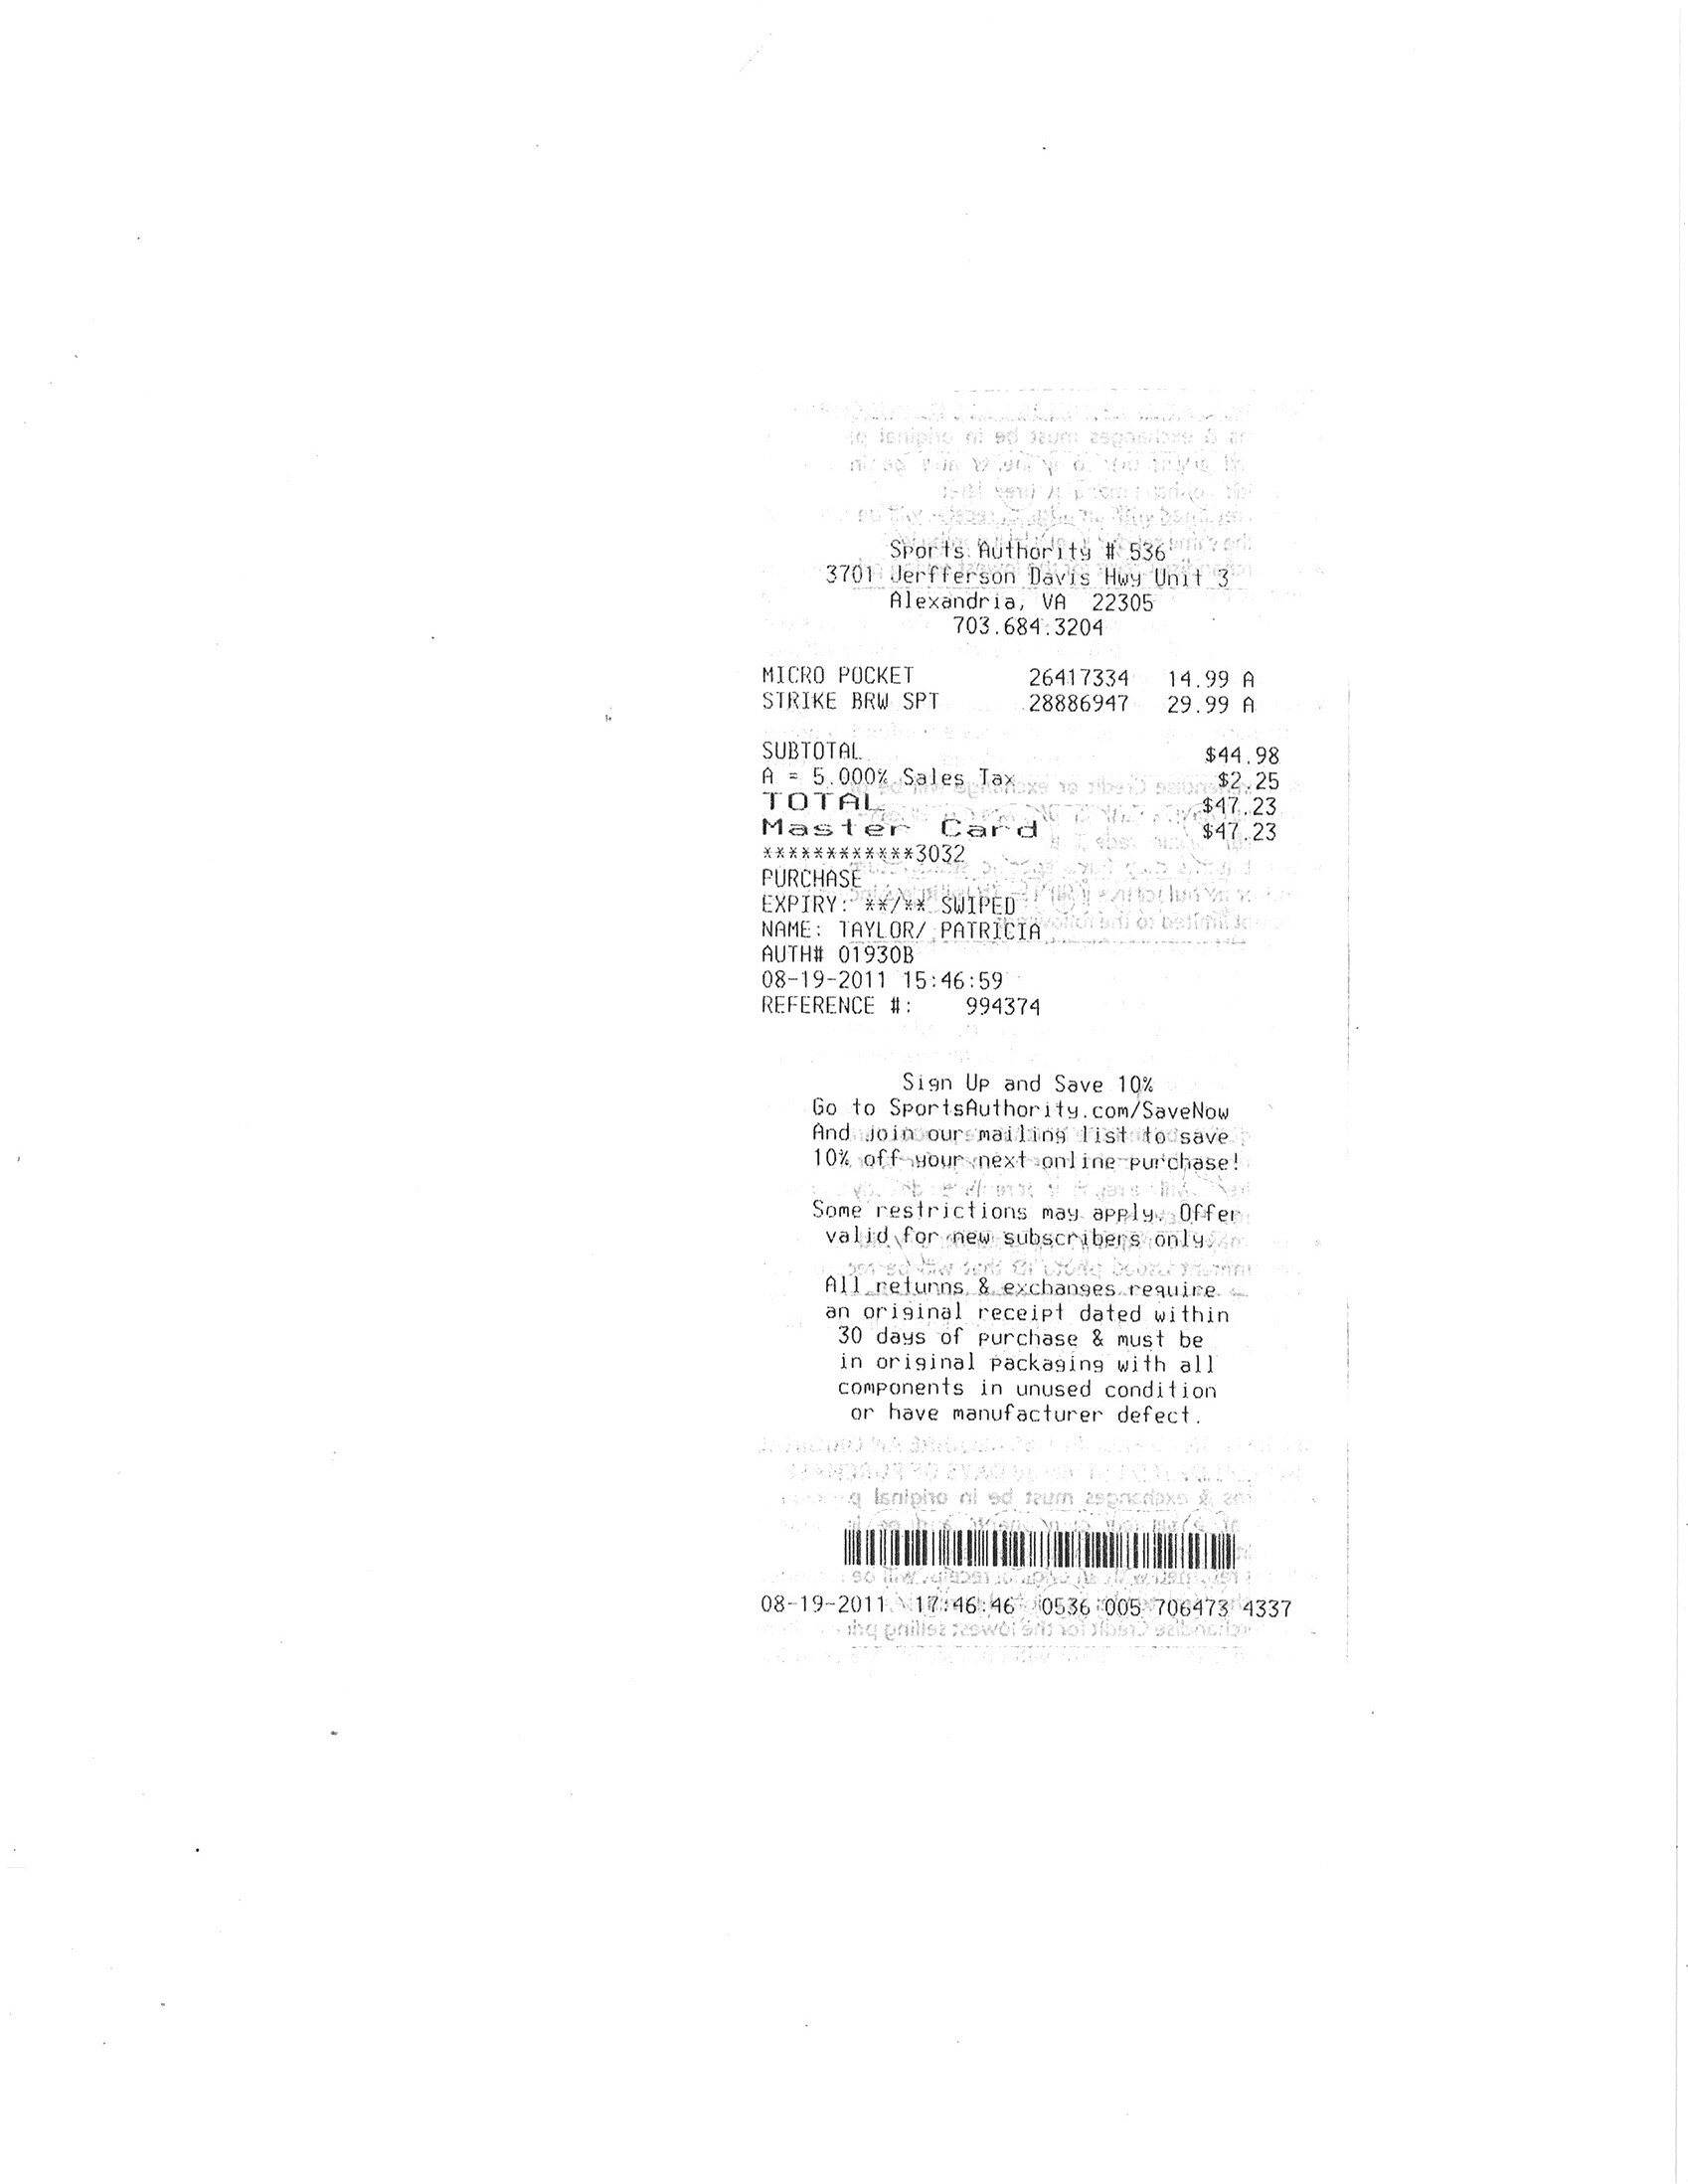 Sports Authority # 536
3701 Jerfferson Davis Hwy Unit 3
Alexandria, VA 22305
703.684.3204
MICRO POCKET 26417334 14.99 A
STRIKE BRW SPT 28886947 29.99 A
SUBTOTAL $44.98
A = 5.000% Sales Tax $2.25
TOTAL $47.23
Master Card $47.23
************3032
PURCHASE
EXPIRY: **/** SWIPED
NAME: TAYLOR/ PATRICIA
AUTH# 01930B
08-19-2011 15:46:59
REFERENCE #: 994374
Sign Up and Save 10%
Go to SportsAuthority.com/SaveNow
And join our mailing list to save
10% off your next online purchase!
Some restrictions may apply. Offer
valid for new subscribers only.
All returns & exchanges require
an original receipt dated within
30 days of purchase & must be
in original packaging with all
components in unused condition
or have manufacturer defect.
08-19-2011 17:46:46 0536 005 706473 4337